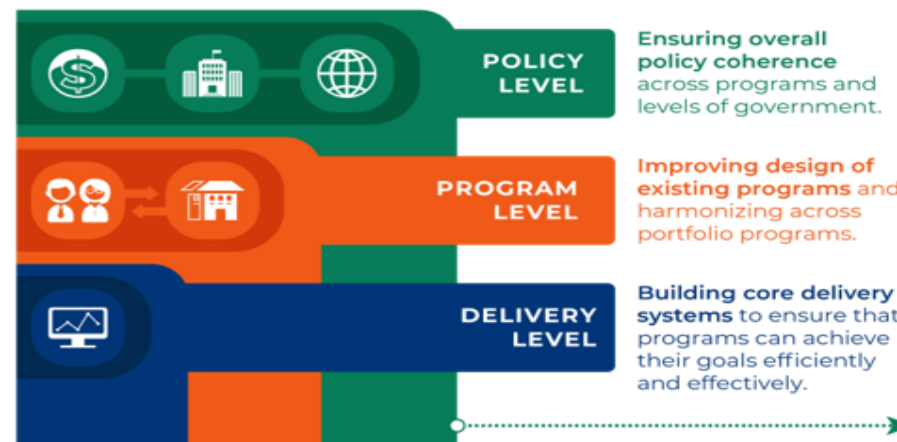 POLICY
LEVEL
Ensuring overall
policy coherence
across programs and
levels of government.
PROGRAM
LEVEL
Improving design of
existing programs and
harmonizing across
portfolio programs.
DELIVERY
LEVEL
Building core delivery
systems to ensure that
programs can achieve
their goals efficiently
and effectively.